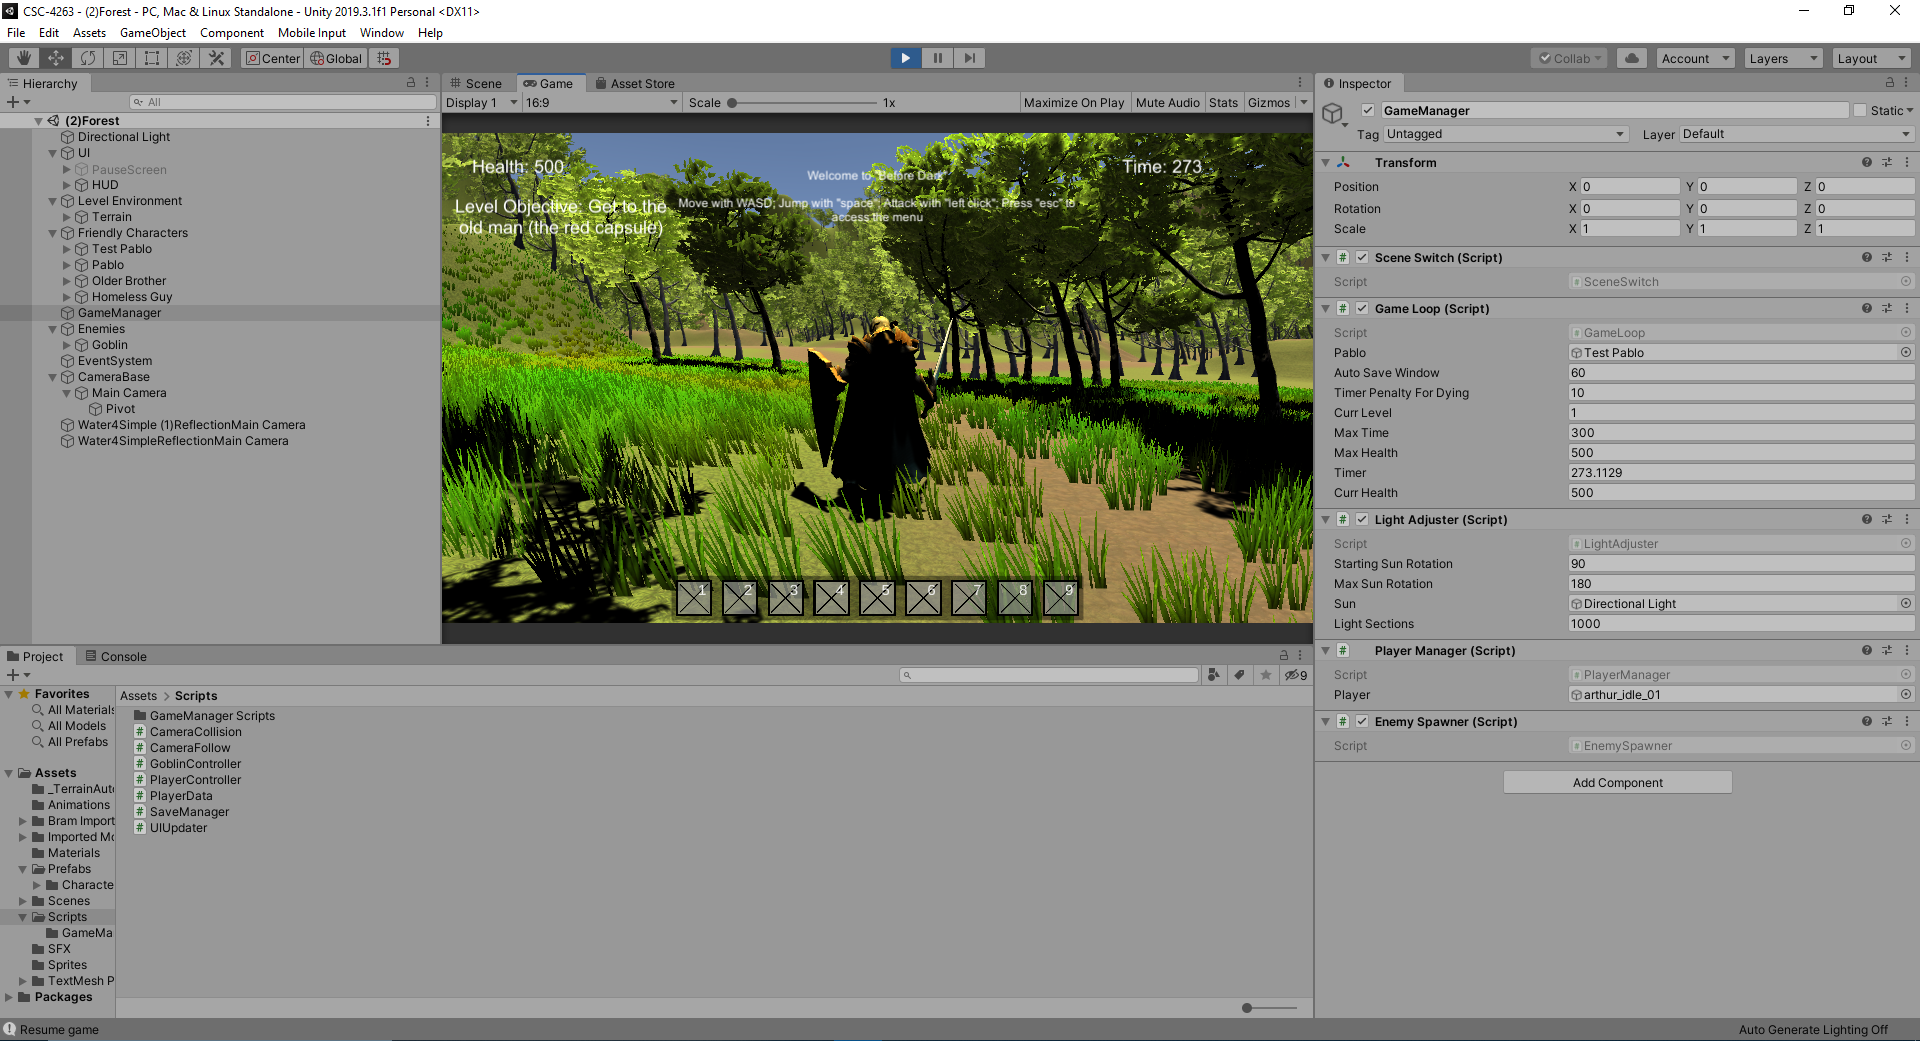 CSC-4263 - (2)Forest - PC, Mac & Linux Standalone - Unity 2019.3.1f1 Personal <DX11>
File Edit Assets GameObject Component Mobile Input Window Help
Center Global Collab Account Layers Layout
Hierarchy
All
(2)Forest
Directional Light
UI
PauseScreen
HUD
Level Environment
Terrain
Friendly Characters
Test Pablo
Pablo
Older Brother
Homeless Guy
GameManager
Enemies
Goblin
EventSystem
CameraBase
Main Camera
Pivot
Water4Simple (1)ReflectionMain Camera
Water4SimpleReflectionMain Camera
Scene Game Asset Store
Display 1 16:9 Scale 1x Maximize On Play Mute Audio Stats Gizmos
Health: 500
Welcome to "Before Dark"
Time: 273
Level Objective: Get to the
old man (the red capsule)
Move with WASD; Jump with "space"; Attack with "left click"; Press "esc" to
access the menu
1 2 3 4 5 6 7 8 9
Project Console
9
Favorites
All Materials
All Models
All Prefabs
Assets
_TerrainAut
Animations
Bram Import
Imported Mo
Materials
Prefabs
Characte
Scenes
Scripts
GameMa
SFX
Sprites
TextMesh P
Packages
Assets > Scripts
GameManager Scripts
CameraCollision
CameraFollow
GoblinController
PlayerController
PlayerData
SaveManager
UIUpdater
Inspector
GameManager Static
Tag Untagged Layer Default
Transform
Position X 0 Y 0 Z 0
Rotation X 0 Y 0 Z 0
Scale X 1 Y 1 Z 1
# Scene Switch (Script)
Script SceneSwitch
# Game Loop (Script)
Script GameLoop
Pablo Test Pablo
Auto Save Window 60
Timer Penalty For Dying 10
Curr Level 1
Max Time 300
Max Health 500
Timer 273.1129
Curr Health 500
# Light Adjuster (Script)
Script LightAdjuster
Starting Sun Rotation 90
Max Sun Rotation 180
Sun Directional Light
Light Sections 1000
# Player Manager (Script)
Script PlayerManager
Player arthur_idle_01
# Enemy Spawner (Script)
Script EnemySpawner
Add Component
Resume game
Auto Generate Lighting Off